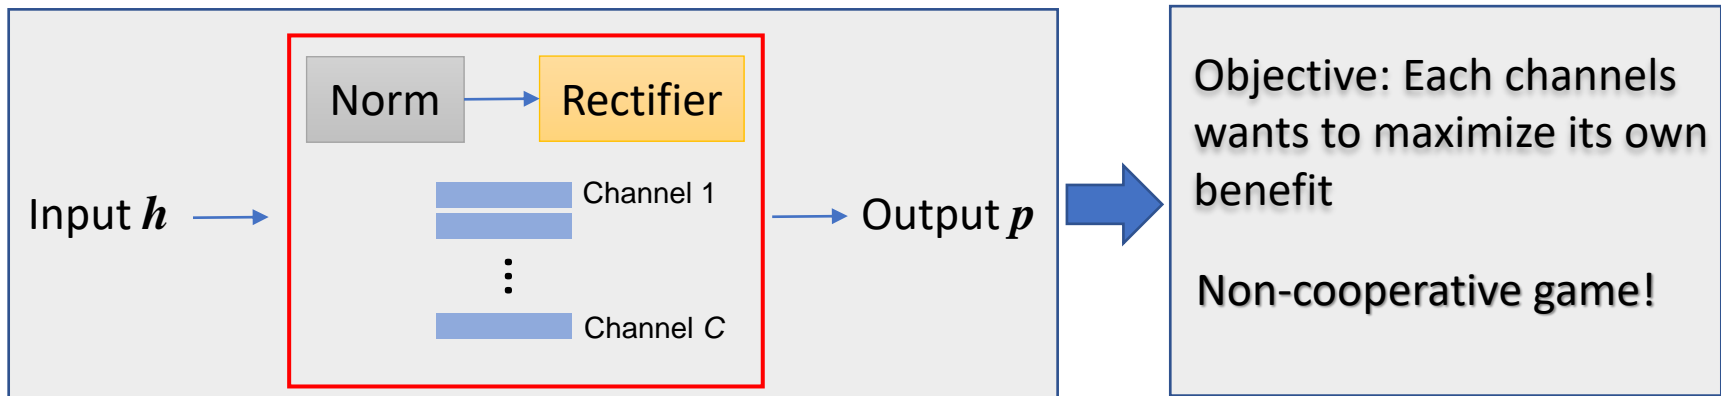 Norm
Rectifier
Channel 1
Input h
Output p
⋮
Channel C
Objective: Each channels
wants to maximize its own
benefit
Non-cooperative game!